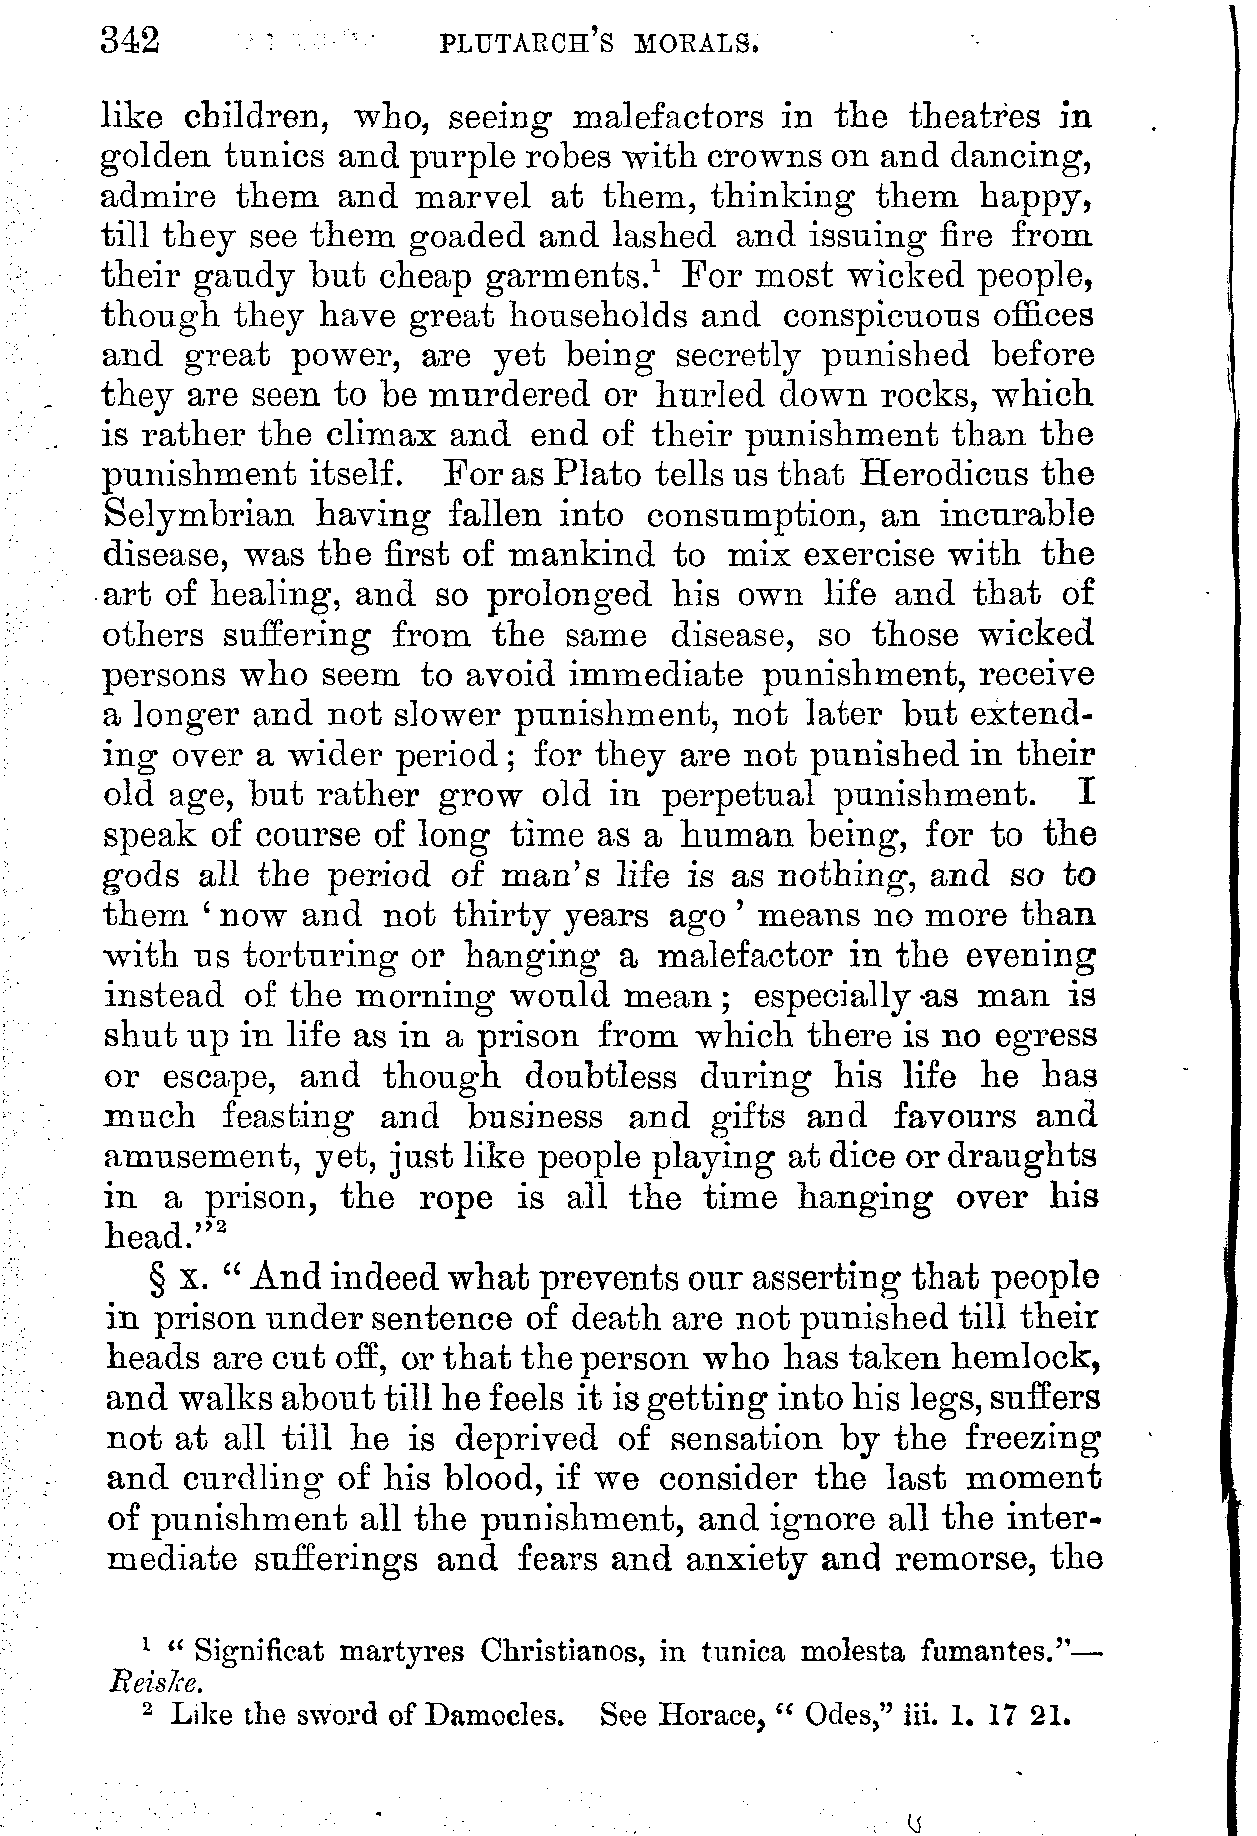 342 PLUTARCH'S MORALS.
like children, who, seeing malefactors in the theatres in
golden tunics and purple robes with crowns on and dancing,
admire them and marvel at them, thinking them happy,
till they see them goaded and lashed and issuing fire from
their gaudy but cheap garments.¹ For most wicked people,
though they have great households and conspicuous offices
and great power, are yet being secretly punished before
they are seen to be murdered or hurled down rocks, which
is rather the climax and end of their punishment than the
punishment itself. For as Plato tells us that Herodicus the
Selymbrian having fallen into consumption, an incurable
disease, was the first of mankind to mix exercise with the
art of healing, and so prolonged his own life and that of
others suffering from the same disease, so those wicked
persons who seem to avoid immediate punishment, receive
a longer and not slower punishment, not later but extend-
ing over a wider period; for they are not punished in their
old age, but rather grow old in perpetual punishment. I
speak of course of long time as a human being, for to the
gods all the period of man's life is as nothing, and so to
them ‘now and not thirty years ago’ means no more than
with us torturing or hanging a malefactor in the evening
instead of the morning would mean; especially as man is
shut up in life as in a prison from which there is no egress
or escape, and though doubtless during his life he has
much feasting and business and gifts and favours and
amusement, yet, just like people playing at dice or draughts
in a prison, the rope is all the time hanging over his
head.”²
§ x. “And indeed what prevents our asserting that people
in prison under sentence of death are not punished till their
heads are cut off, or that the person who has taken hemlock,
and walks about till he feels it is getting into his legs, suffers
not at all till he is deprived of sensation by the freezing
and curdling of his blood, if we consider the last moment
of punishment all the punishment, and ignore all the inter-
mediate sufferings and fears and anxiety and remorse, the
¹ “Significat martyres Christianos, in tunica molesta fumantes.”—
Reiske.
² Like the sword of Damocles. See Horace, “Odes,” iii. 1. 17 21.